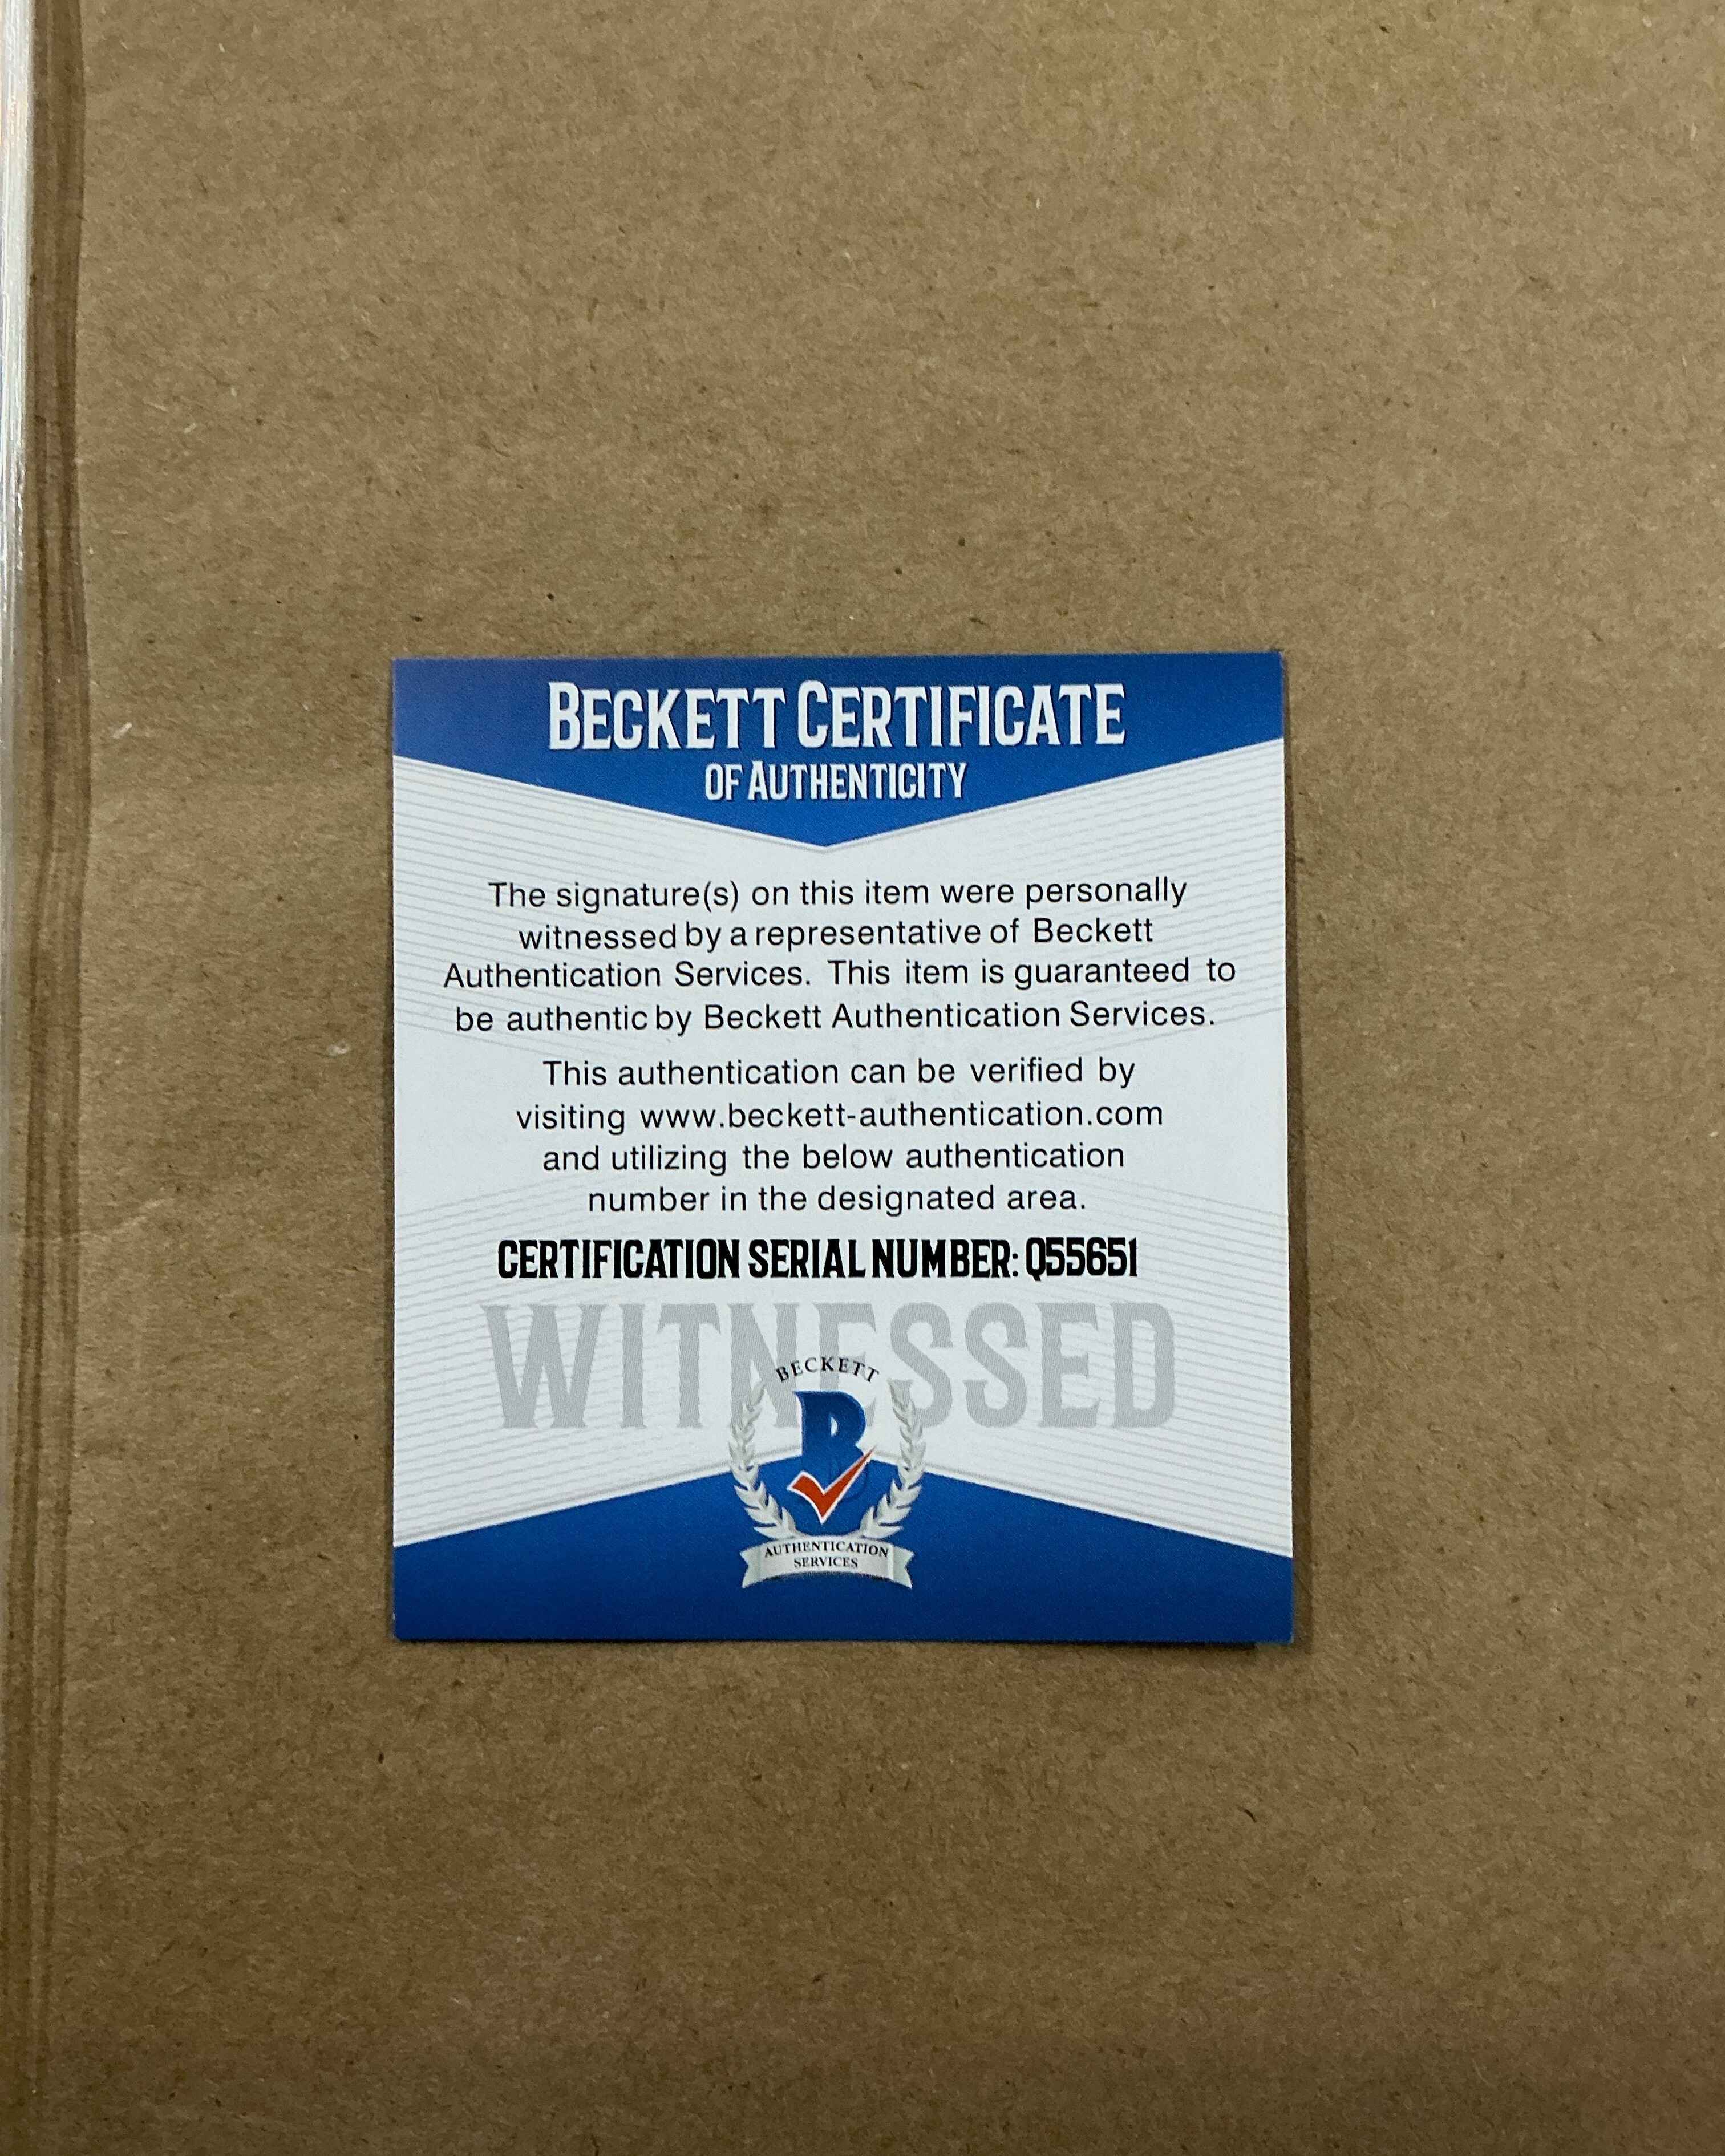 BECKETT CERTIFICATE
OF AUTHENTICITY
The signature(s) on this item were personally
witnessed by a representative of Beckett
Authentication Services. This item is guaranteed to
be authentic by Beckett Authentication Services.
This authentication can be verified by
visiting www.beckett-authentication.com
and utilizing the below authentication
number in the designated area.
CERTIFICATION SERIAL NUMBER: Q55651
WITNESSED
BECKETT
B
AUTHENTICATION
SERVICES